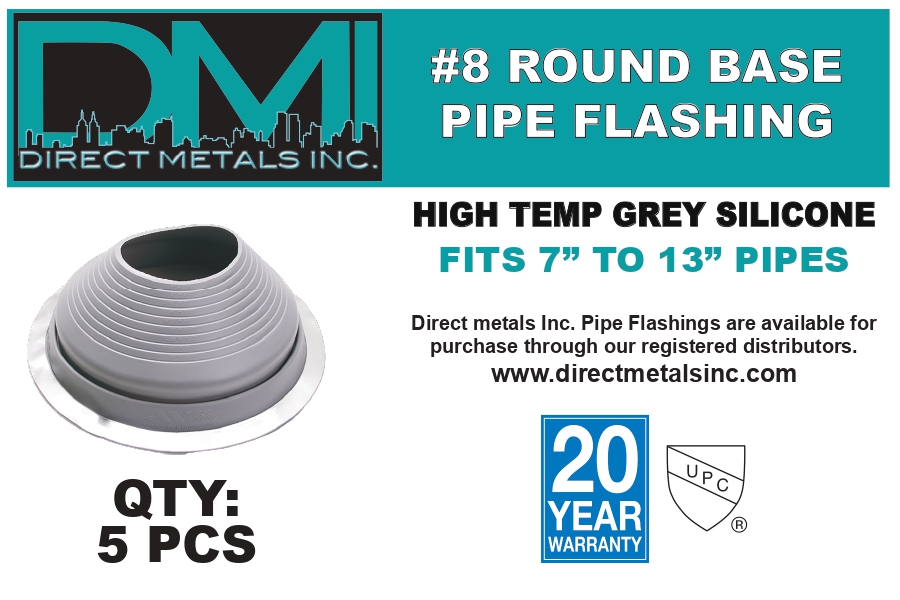 DMI
DIRECT METALS INC.
#8 ROUND BASE
PIPE FLASHING
HIGH TEMP GREY SILICONE
FITS 7” TO 13” PIPES
Direct metals Inc. Pipe Flashings are available for
purchase through our registered distributors.
www.directmetalsinc.com
QTY:
5 PCS
20
YEAR
WARRANTY
UPC
®